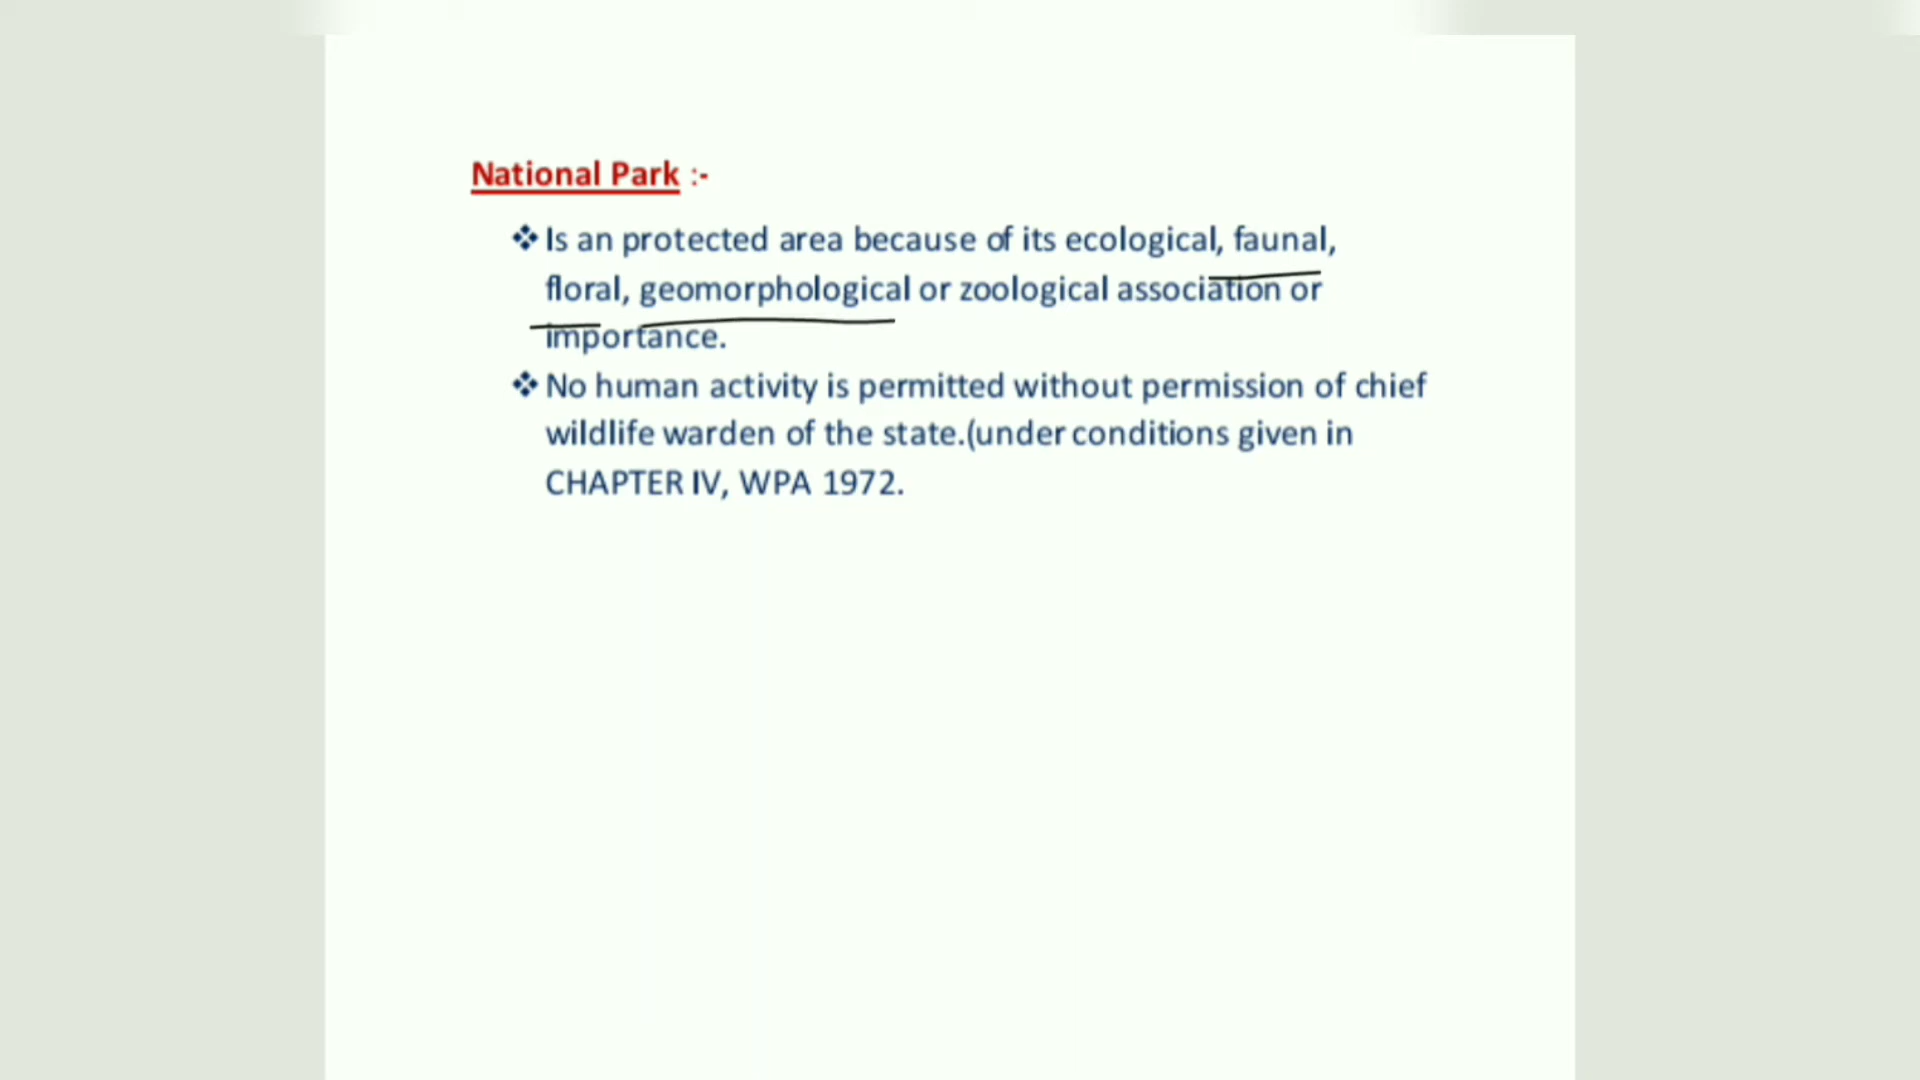 National Park :-
❖ Is an protected area because of its ecological, faunal,
floral, geomorphological or zoological association or
importance.
❖ No human activity is permitted without permission of chief
wildlife warden of the state.(under conditions given in
CHAPTER IV, WPA 1972.